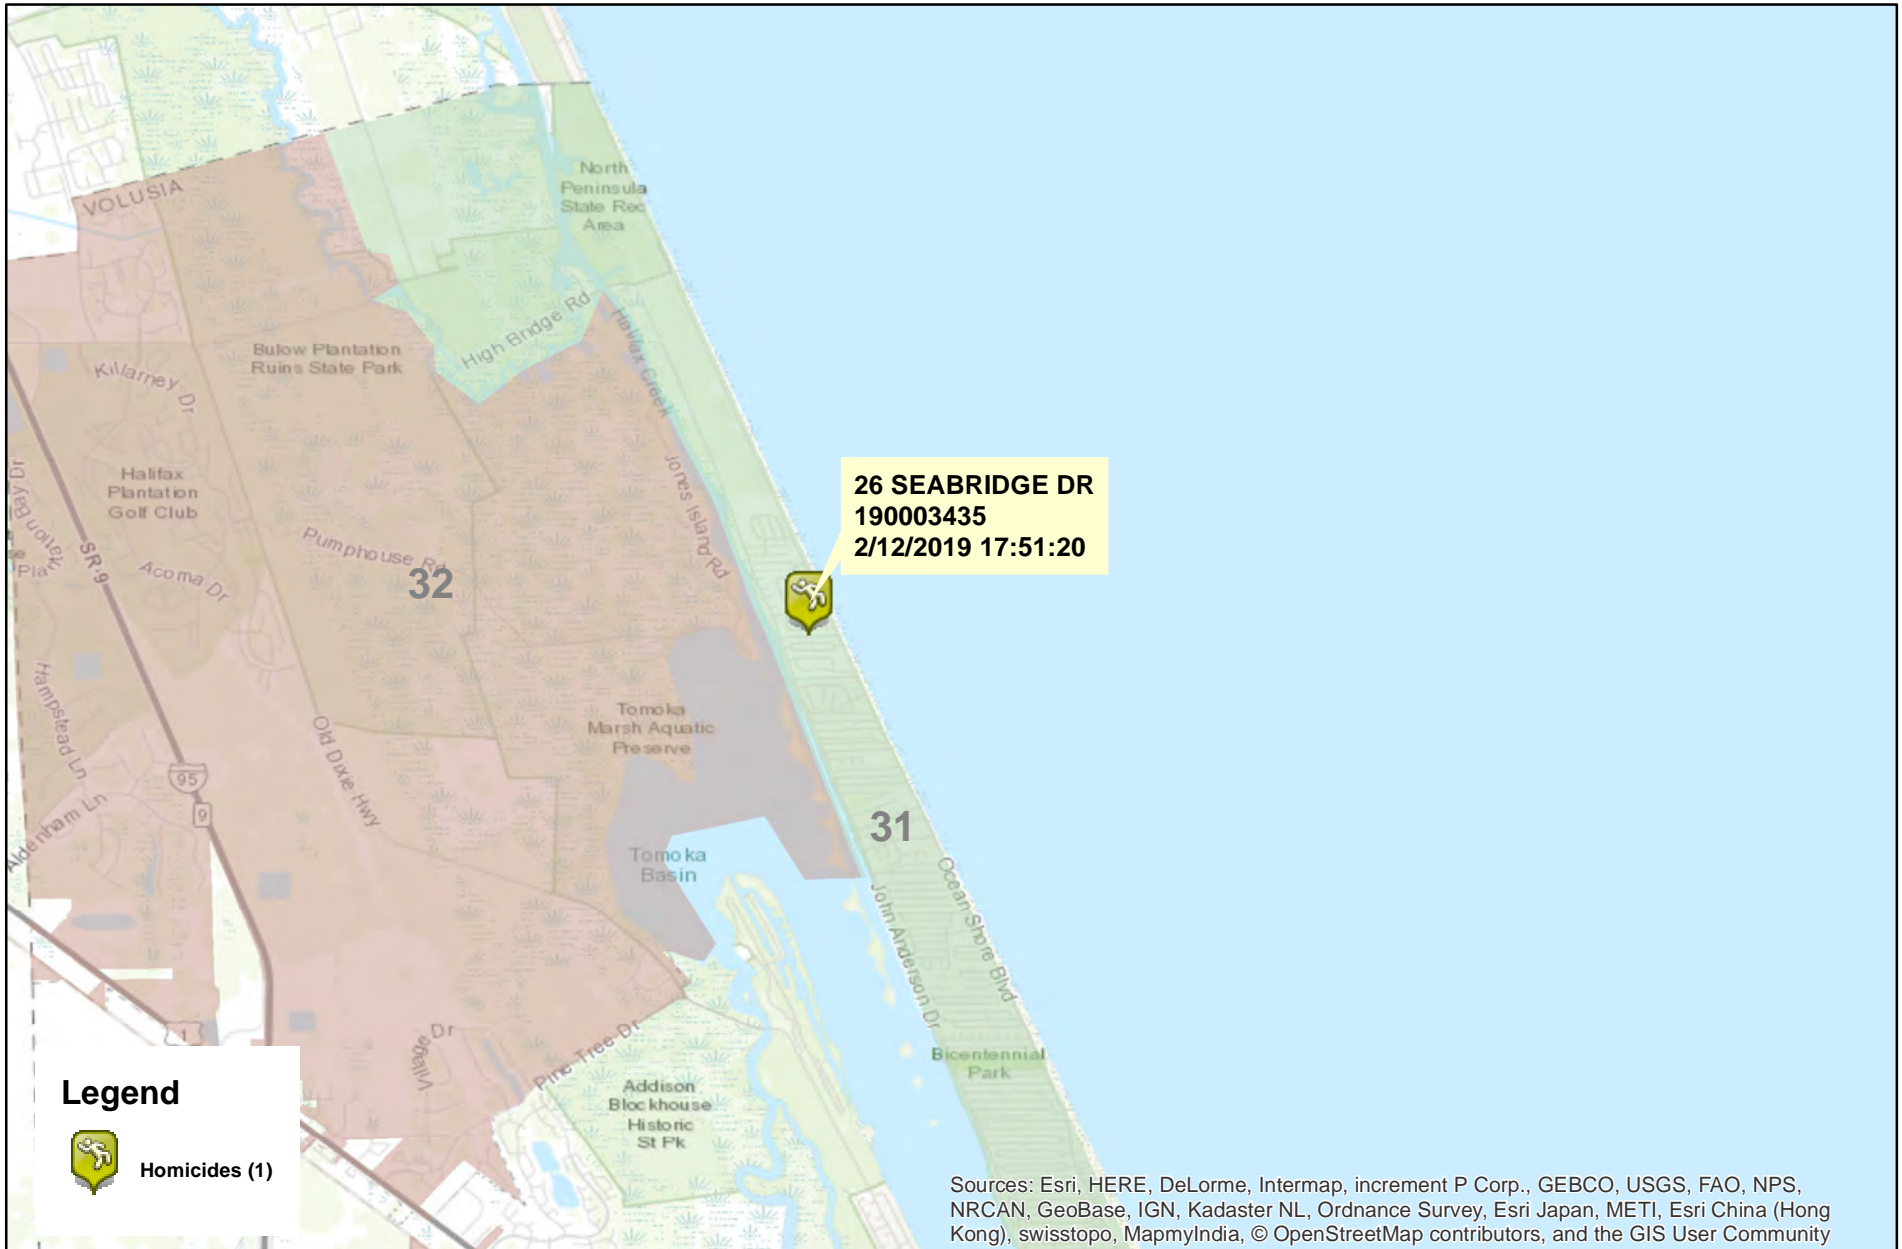 VOLUSIA
North
Peninsula
State Rec
Area
High Bridge Rd
Halifax Creek
Bulow Plantation
Ruins State Park
Killarney Dr
Halifax
Plantation
Golf Club
SR-9
Acoma Dr
Pumphouse Rd
32
Jones Island Rd
26 SEABRIDGE DR
190003435
2/12/2019 17:51:20
Hampstead Ln
Old Dixie Hwy
95
9
Aldenham Ln
Tomoka
Marsh Aquatic
Preserve
Tomoka
Basin
31
John Anderson Dr
Ocean Shore Blvd
1
Village Dr
Pine Tree Dr
Addison
Blockhouse
Historic
St Pk
Bicentennial
Park
Legend
Homicides (1)
Sources: Esri, HERE, DeLorme, Intermap, increment P Corp., GEBCO, USGS, FAO, NPS,
NRCAN, GeoBase, IGN, Kadaster NL, Ordnance Survey, Esri Japan, METI, Esri China (Hong
Kong), swisstopo, MapmyIndia, © OpenStreetMap contributors, and the GIS User Community